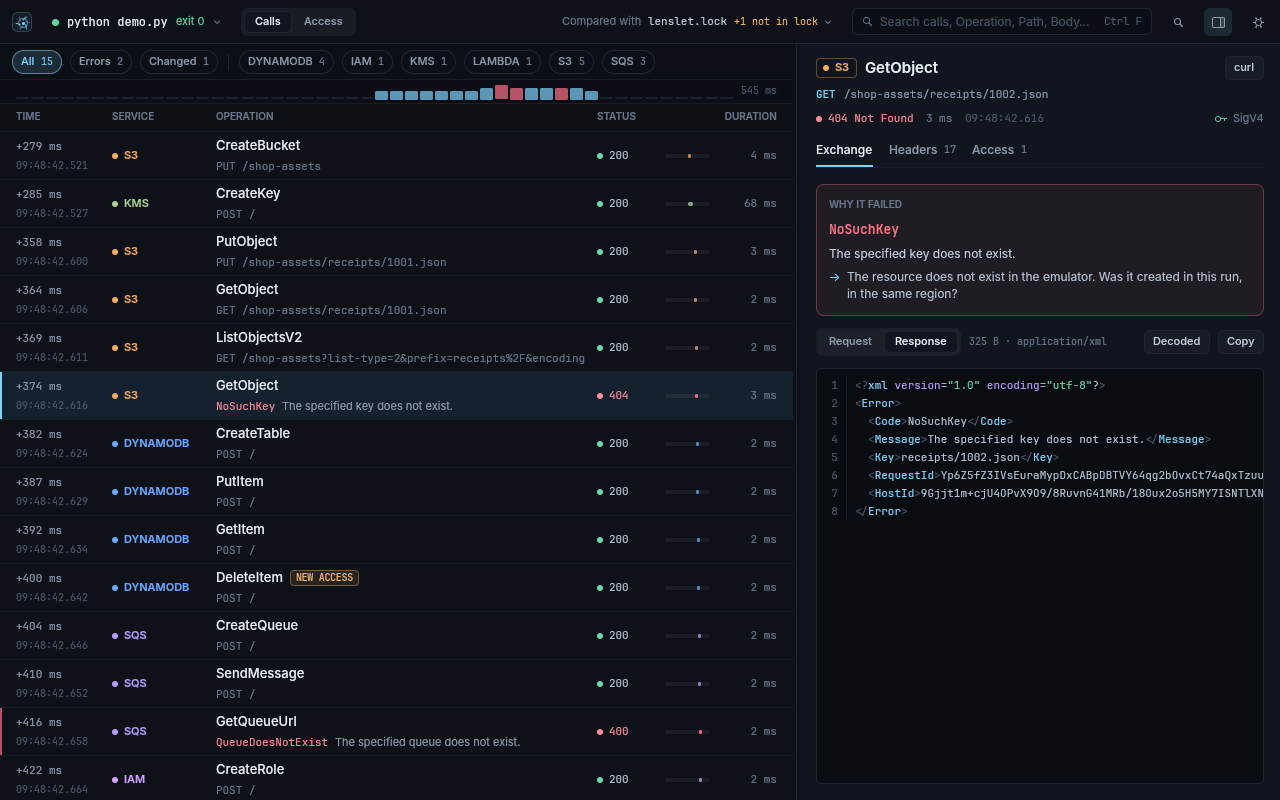 python demo.py exit 0 Calls Access Compared with lenslet.lock +1 not in lock Search calls, Operation, Path, Body... Ctrl F
All 15 Errors 2 Changed 1 DYNAMODB 4 IAM 1 KMS 1 LAMBDA 1 S3 5 SQS 3
545 ms
TIME SERVICE OPERATION STATUS DURATION
+279 ms S3 CreateBucket 200 4 ms
09:48:42.521 PUT /shop-assets
+285 ms KMS CreateKey 200 68 ms
09:48:42.527 POST /
+358 ms S3 PutObject 200 3 ms
09:48:42.600 PUT /shop-assets/receipts/1001.json
+364 ms S3 GetObject 200 2 ms
09:48:42.606 GET /shop-assets/receipts/1001.json
+369 ms S3 ListObjectsV2 200 2 ms
09:48:42.611 GET /shop-assets?list-type=2&prefix=receipts%2F&encoding
+374 ms S3 GetObject 404 3 ms
09:48:42.616 NoSuchKey The specified key does not exist.
+382 ms DYNAMODB CreateTable 200 2 ms
09:48:42.624 POST /
+387 ms DYNAMODB PutItem 200 2 ms
09:48:42.629 POST /
+392 ms DYNAMODB GetItem 200 2 ms
09:48:42.634 POST /
+400 ms DYNAMODB DeleteItem NEW ACCESS 200 2 ms
09:48:42.642 POST /
+404 ms SQS CreateQueue 200 2 ms
09:48:42.646 POST /
+410 ms SQS SendMessage 200 2 ms
09:48:42.652 POST /
+416 ms SQS GetQueueUrl 400 2 ms
09:48:42.658 QueueDoesNotExist The specified queue does not exist.
+422 ms IAM CreateRole 200 2 ms
09:48:42.664 POST /
S3 GetObject curl
GET /shop-assets/receipts/1002.json
404 Not Found 3 ms 09:48:42.616 SigV4
Exchange Headers 17 Access 1
WHY IT FAILED
NoSuchKey
The specified key does not exist.
→ The resource does not exist in the emulator. Was it created in this run,
in the same region?
Request Response 325 B · application/xml Decoded Copy
1 <?xml version="1.0" encoding="utf-8"?>
2 <Error>
3 <Code>NoSuchKey</Code>
4 <Message>The specified key does not exist.</Message>
5 <Key>receipts/1002.json</Key>
6 <RequestId>Yp6Z5fZ3IVsEuraMypDxCABpDBTVY64qg2bOvxCt74aQxTzuu
7 <HostId>9Gjjt1m+cjU4OPvX9O9/8RuvnG41MRb/18Oux2o5H5MY7ISNTlXN
8 </Error>